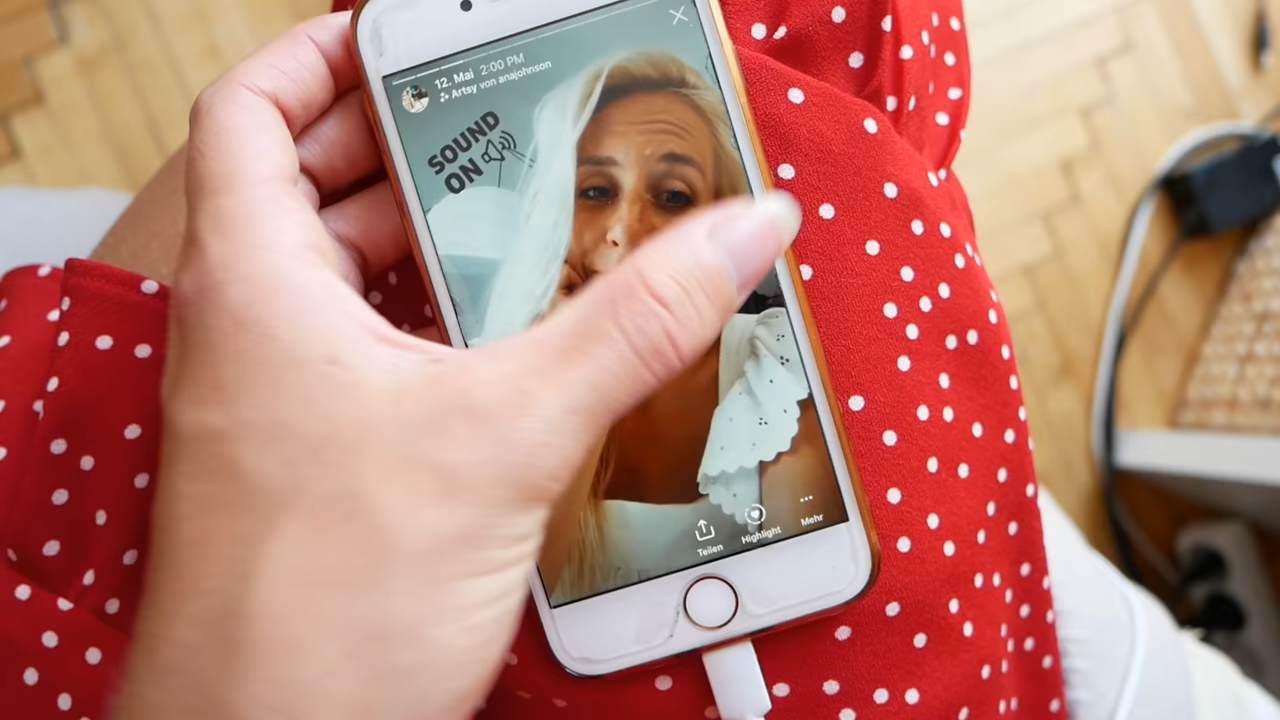 12. Mai 2:00 PM
Artsy von anajohnson
SOUND
ON
Teilen
Highlight
Mehr